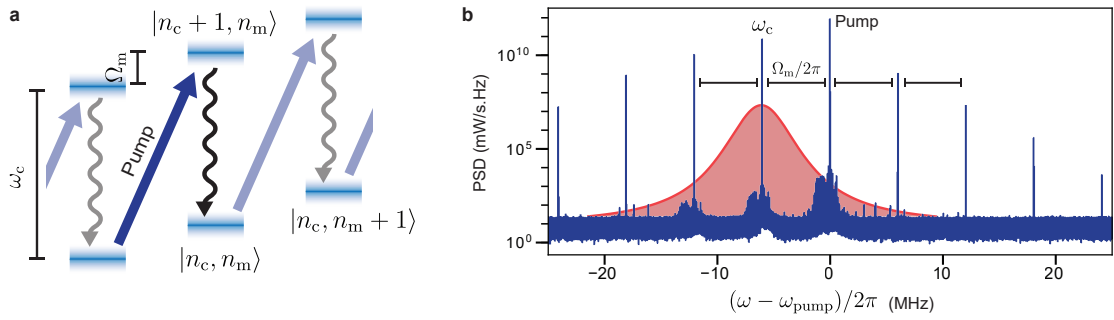 a
|n_c + 1, n_m⟩
Ω_m
Pump
ω_c
|n_c, n_m + 1⟩
|n_c, n_m⟩
b
ω_c
Pump
Ω_m/2π
PSD (mW/s.Hz)
10^10
10^5
10^0
−20 −10 0 10 20
(ω − ω_pump)/2π (MHz)